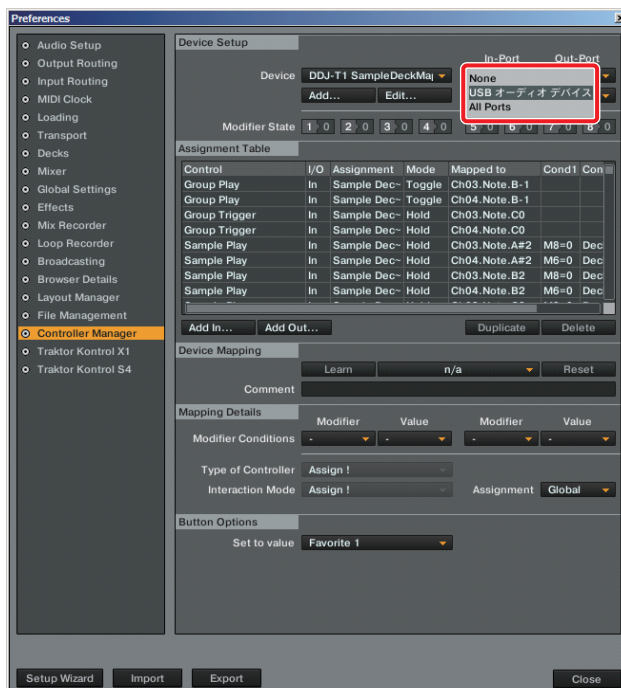 Preferences
Audio Setup
Output Routing
Input Routing
MIDI Clock
Loading
Transport
Decks
Mixer
Global Settings
Effects
Mix Recorder
Loop Recorder
Broadcasting
Browser Details
Layout Manager
File Management
Controller Manager
Traktor Kontrol X1
Traktor Kontrol S4
Device Setup
In-Port Out-Port
Device DDJ-T1 SampleDeckMap
None
USB オーディオ デバイス
All Ports
Add... Edit...
Modifier State 1 0 2 0 3 0 4 0 5 0 6 0 7 0 8 0
Assignment Table
Control I/O Assignment Mode Mapped to Cond1 Con
Group Play In Sample Dec~ Toggle Ch03.Note.B-1
Group Play In Sample Dec~ Toggle Ch04.Note.B-1
Group Trigger In Sample Dec~ Hold Ch03.Note.C0
Group Trigger In Sample Dec~ Hold Ch04.Note.C0
Sample Play In Sample Dec~ Hold Ch03.Note.A#2 M8=0 Dec
Sample Play In Sample Dec~ Hold Ch04.Note.A#2 M6=0 Dec
Sample Play In Sample Dec~ Hold Ch03.Note.B2 M8=0 Dec
Sample Play In Sample Dec~ Hold Ch04.Note.B2 M6=0 Dec
Add In... Add Out... Duplicate Delete
Device Mapping
Learn n/a Reset
Comment
Mapping Details
Modifier Value Modifier Value
Modifier Conditions - - - -
Type of Controller Assign !
Interaction Mode Assign ! Assignment Global
Button Options
Set to value Favorite 1
Setup Wizard Import Export Close